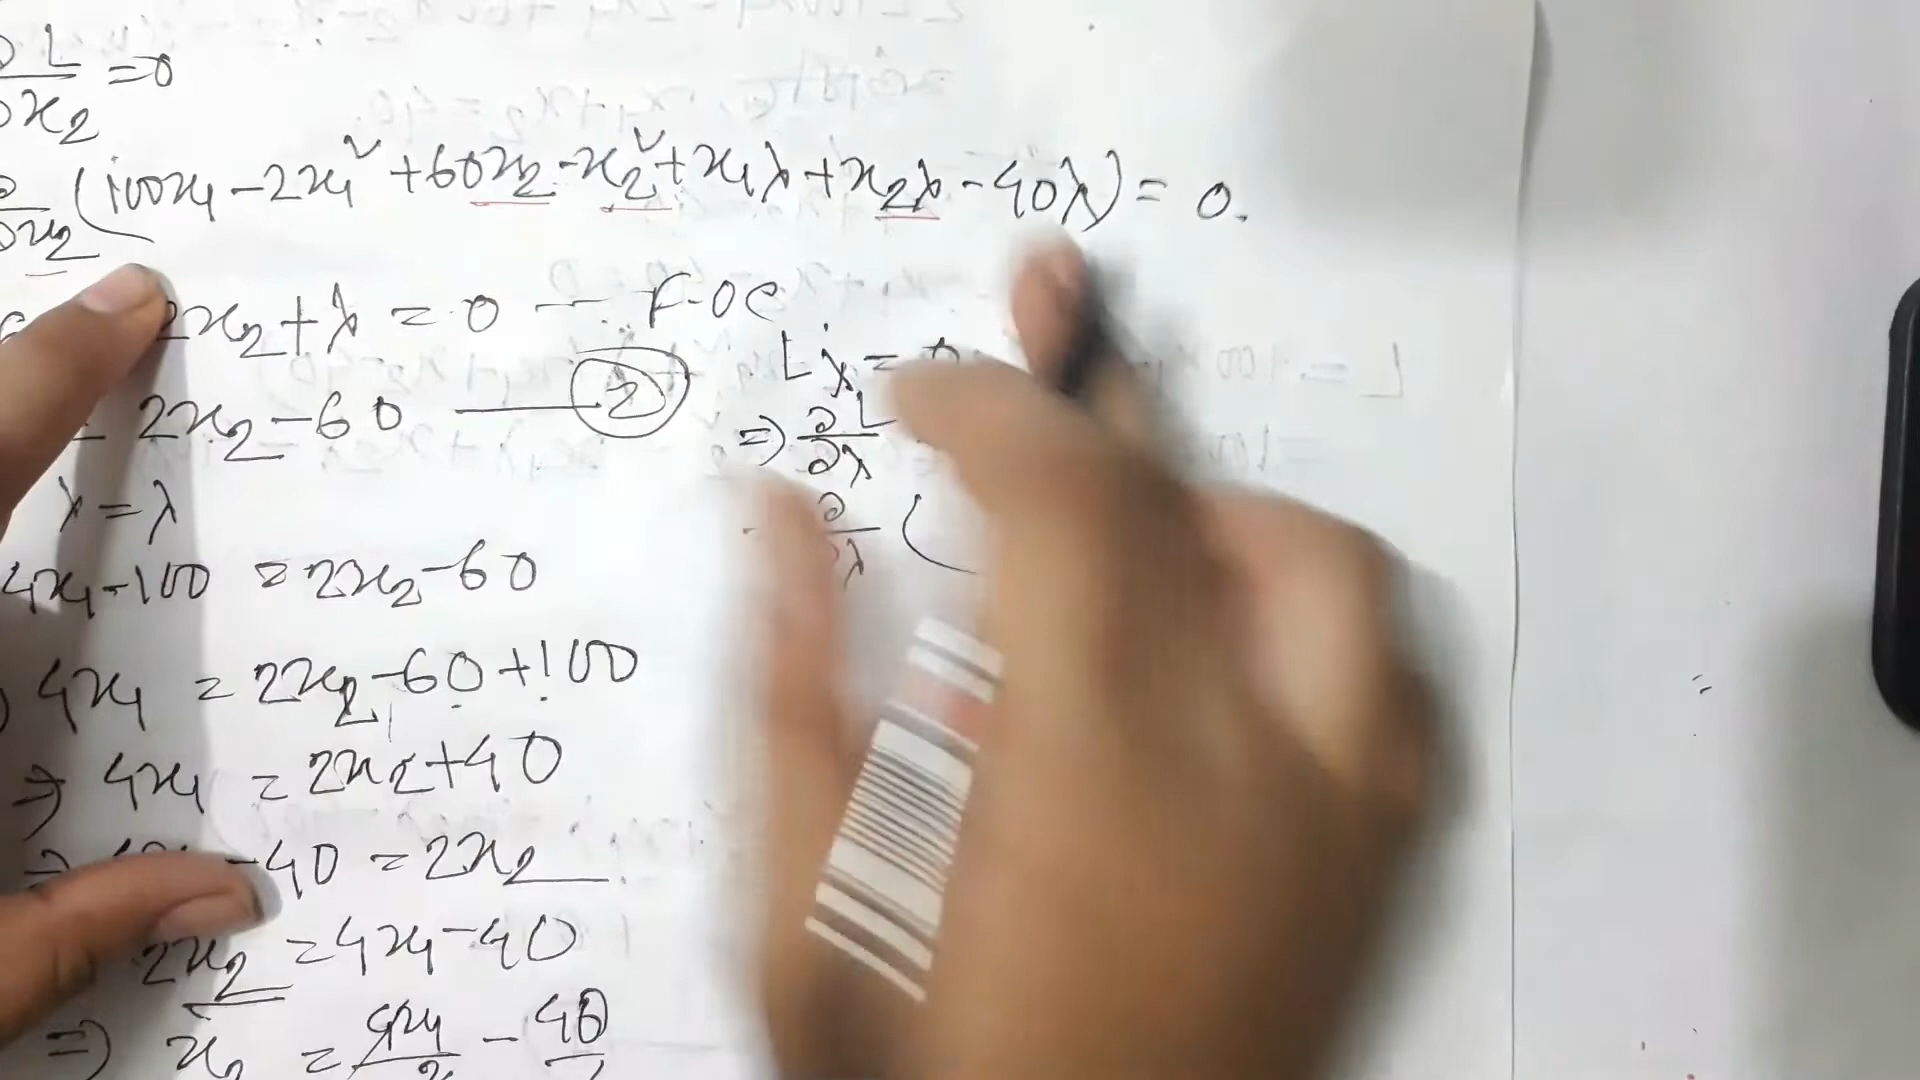 ∂L/∂x₂ = 0
∂/∂x₂ (100x₁ - 2x₁² + 60x₂ - x₂² + x₁λ + x₂λ - 40λ) = 0.
2x₂ + λ = 0 — F.O.C
= 2x₂ - 60 — ②
λ = λ
4x₁ - 100 = 2x₂ - 60
4x₁ = 2x₂ - 60 + 100
⇒ 4x₁ = 2x₂ + 40
⇒ - 40 = 2x₂
2x₂ = 4x₁ - 40
⇒ x₂ = 4x₁/2 - 40/
Lλ = 0
⇒ ∂L/∂λ
∂/∂λ (